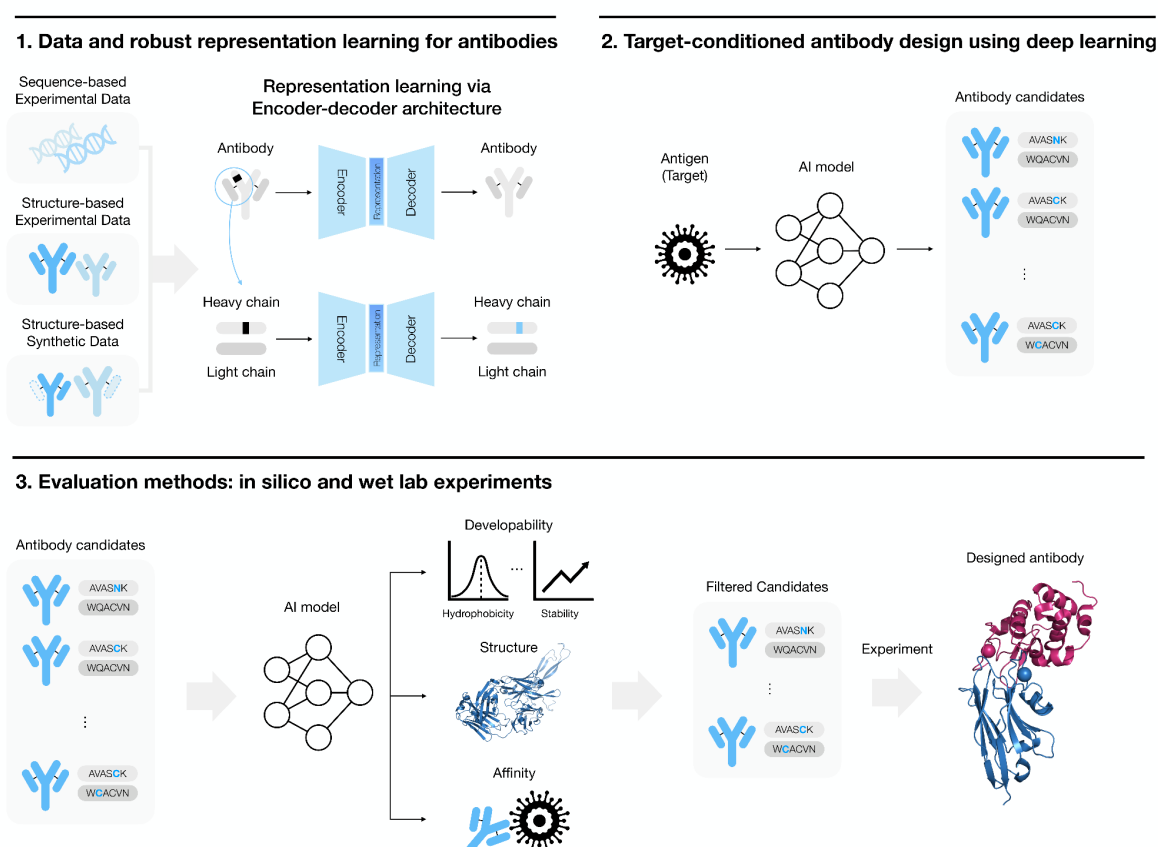 1. Data and robust representation learning for antibodies
Sequence-based
Experimental Data
Structure-based
Experimental Data
Structure-based
Synthetic Data
Representation learning via
Encoder-decoder architecture
Antibody
Encoder
Representation
Decoder
Antibody
Heavy chain
Light chain
Encoder
Representation
Decoder
Heavy chain
Light chain
2. Target-conditioned antibody design using deep learning
Antigen
(Target)
AI model
Antibody candidates
AVASNK
WQACVN
AVASCK
WQACVN
⋮
AVASCK
WCACVN
3. Evaluation methods: in silico and wet lab experiments
Antibody candidates
AVASNK
WQACVN
AVASCK
WQACVN
⋮
AVASCK
WCACVN
AI model
Developability
...
Hydrophobicity
Stability
Structure
Affinity
Filtered Candidates
AVASNK
WQACVN
⋮
AVASCK
WCACVN
Experiment
Designed antibody